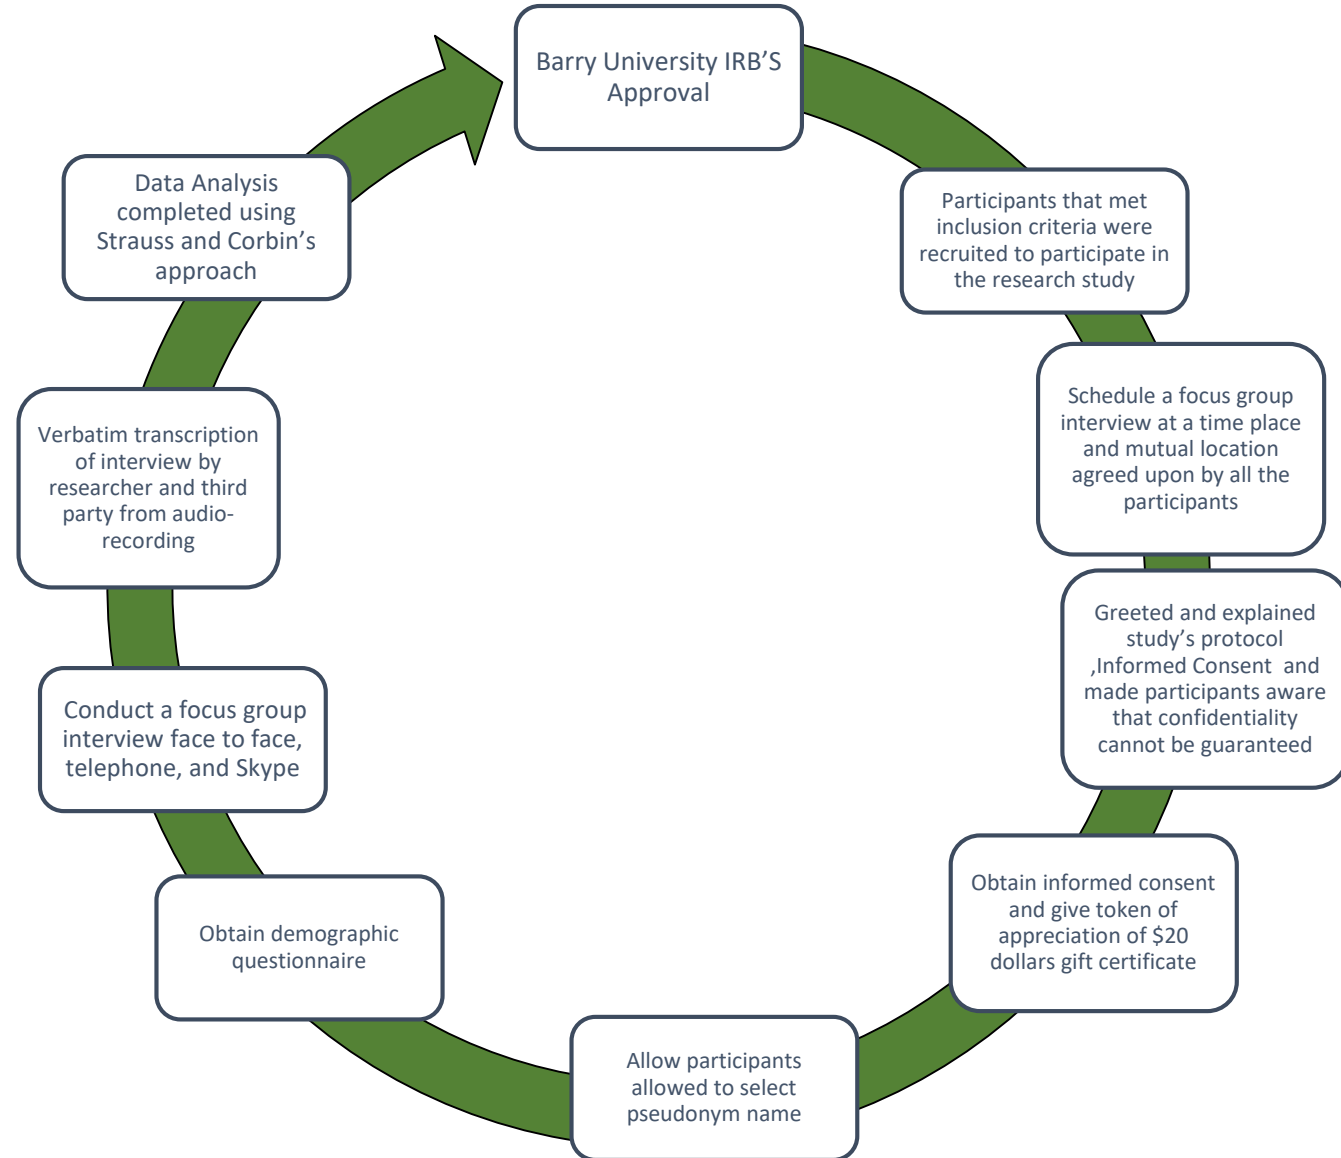 Barry University IRB'S
Approval
Participants that met
inclusion criteria were
recruited to participate in
the research study
Schedule a focus group
interview at a time place
and mutual location
agreed upon by all the
participants
Greeted and explained
study’s protocol
,Informed Consent and
made participants aware
that confidentiality
cannot be guaranteed
Obtain informed consent
and give token of
appreciation of $20
dollars gift certificate
Allow participants
allowed to select
pseudonym name
Obtain demographic
questionnaire
Conduct a focus group
interview face to face,
telephone, and Skype
Verbatim transcription
of interview by
researcher and third
party from audio-
recording
Data Analysis
completed using
Strauss and Corbin’s
approach